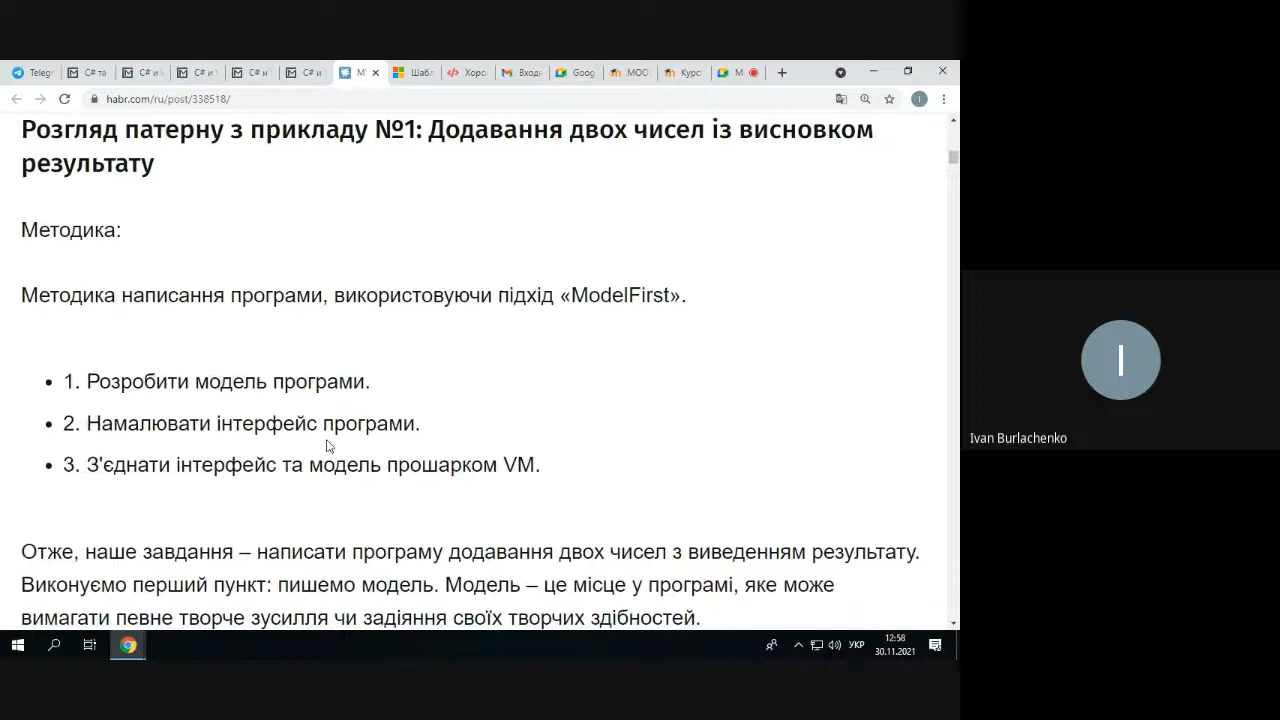 Teleg
C# та
C# и
C# и
C# и
C# и
M
Шабл
Хоро
Вход
Goog
MOO
Курс
М
habr.com/ru/post/338518/
Розгляд патерну з прикладу №1: Додавання двох чисел із висновком
результату
Методика:
Методика написання програми, використовуючи підхід «ModelFirst».
• 1. Розробити модель програми.
• 2. Намалювати інтерфейс програми.
• 3. З'єднати інтерфейс та модель прошарком VM.
Отже, наше завдання – написати програму додавання двох чисел з виведенням результату.
Виконуємо перший пункт: пишемо модель. Модель – це місце у програмі, яке може
вимагати певне творче зусилля чи задіяння своїх творчих здібностей.
I
Ivan Burlachenko
УКР
12:58
30.11.2021